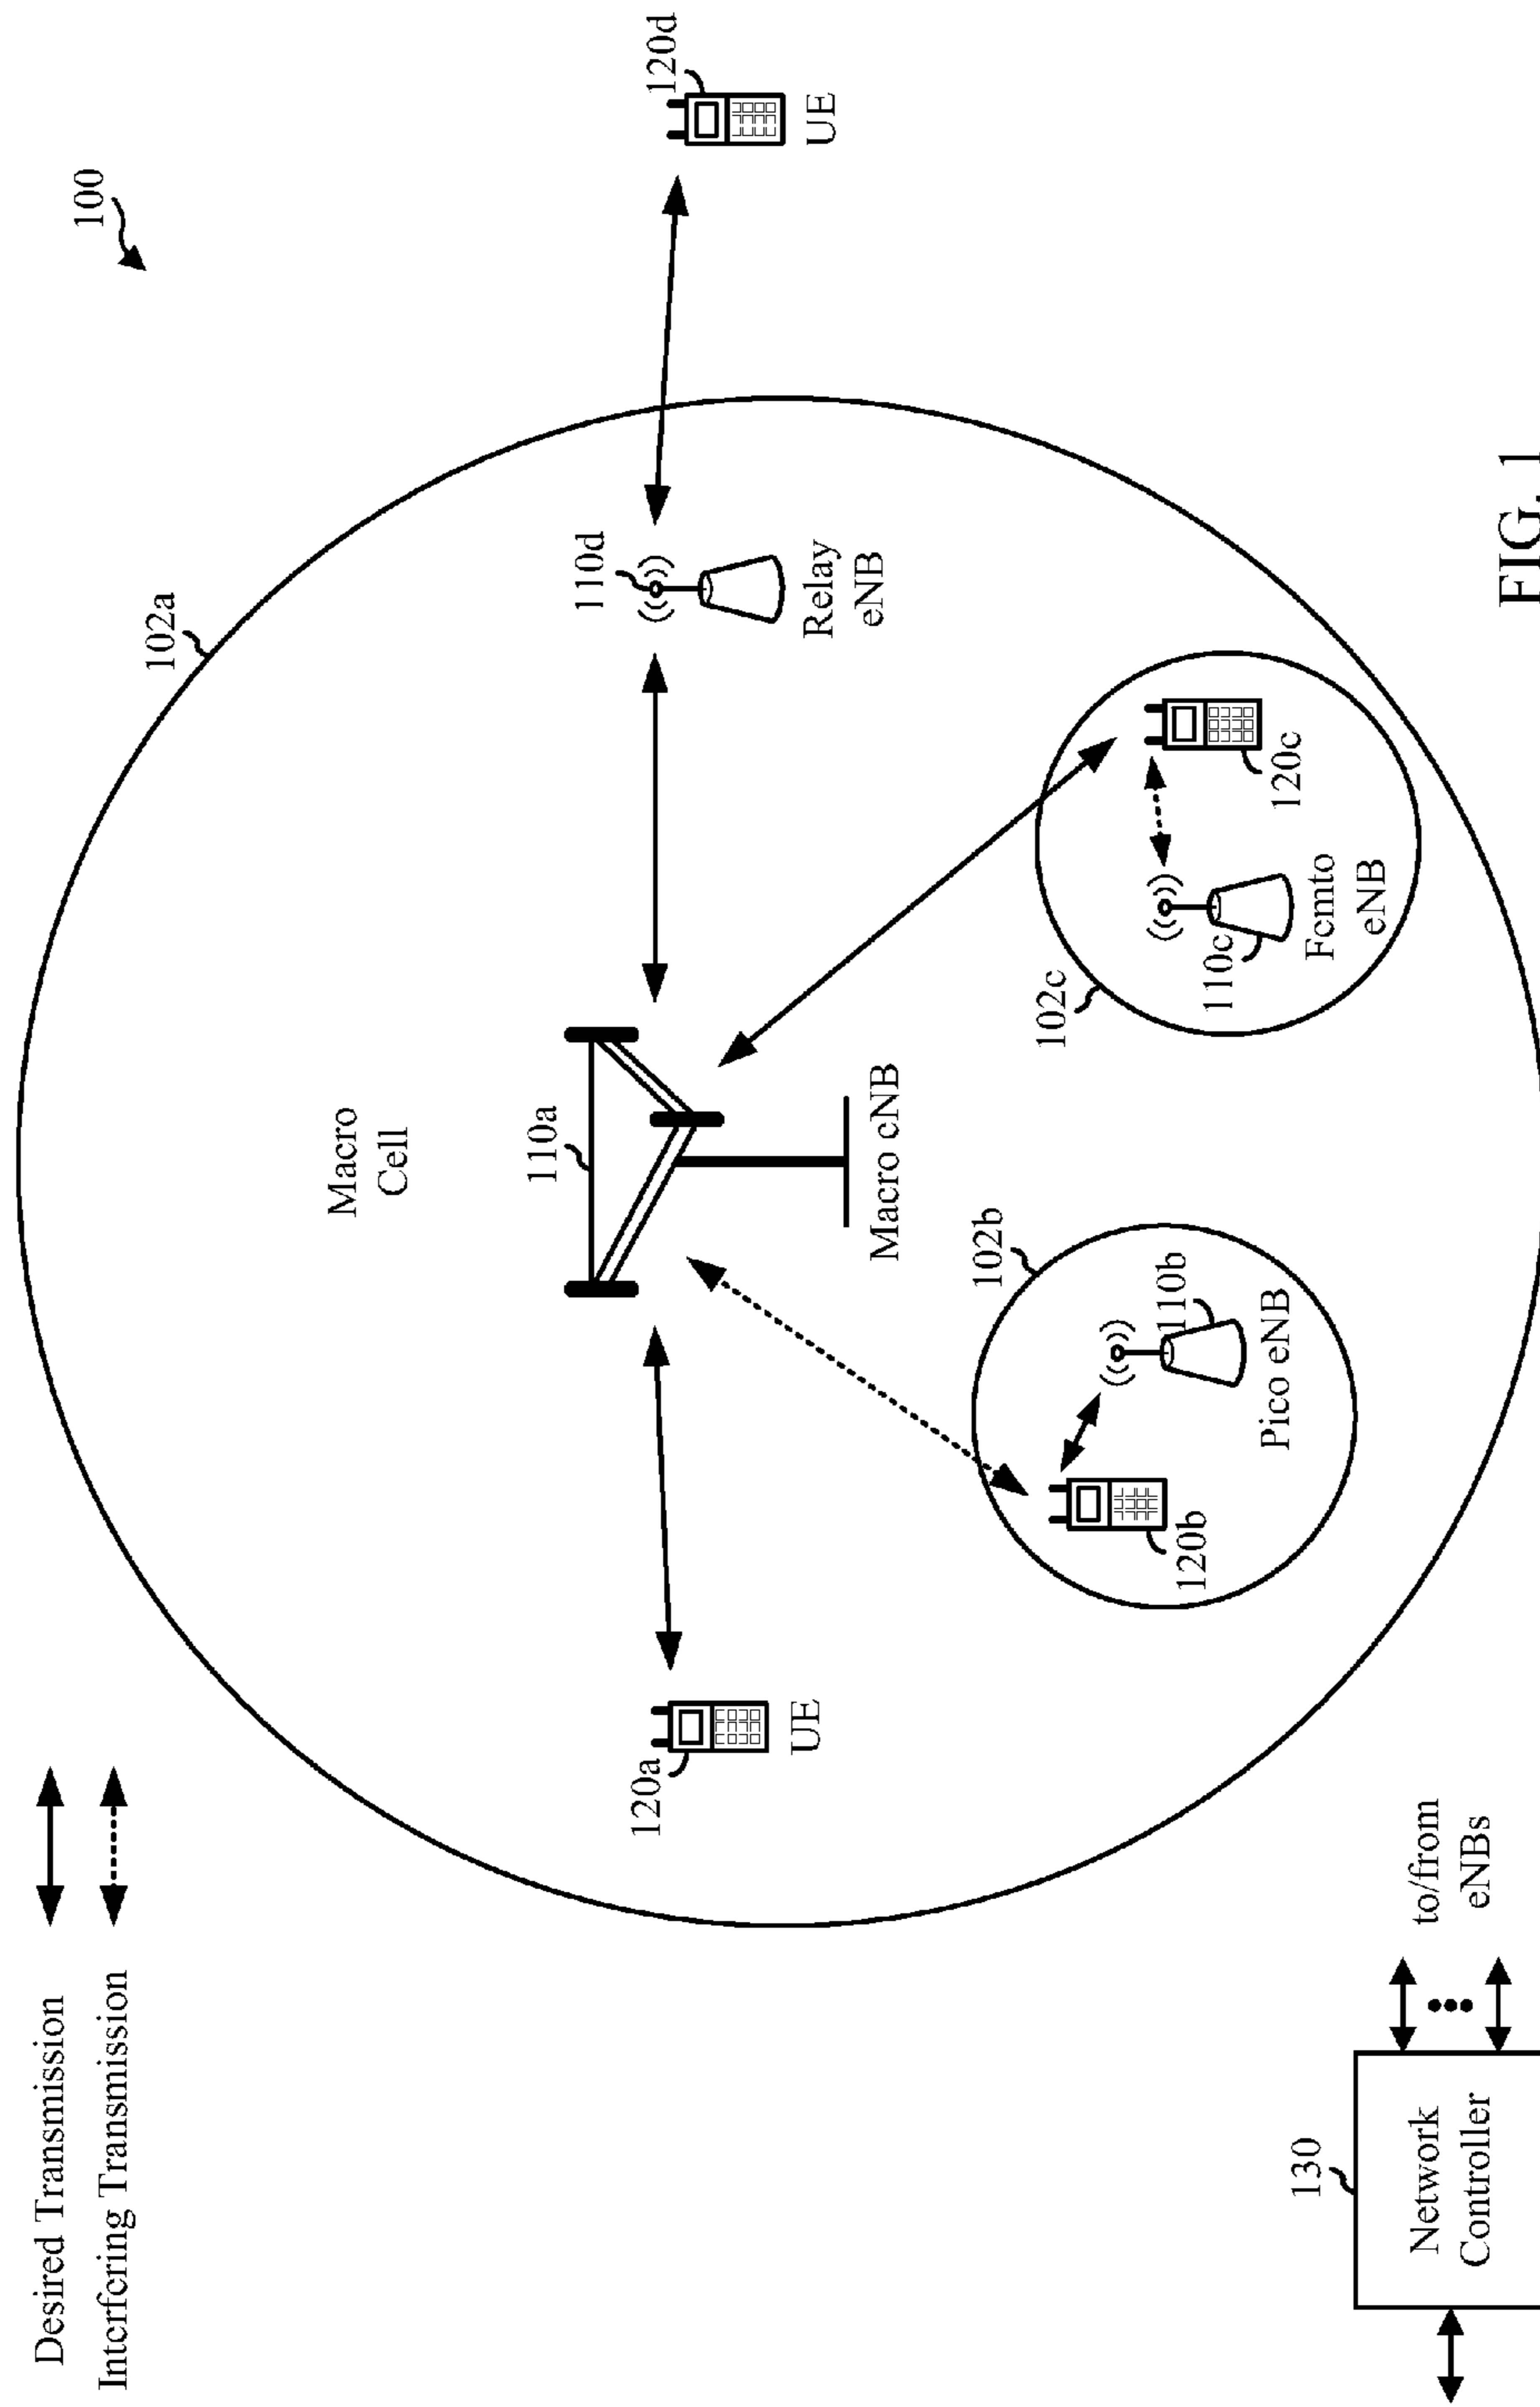 Desired Transmission
Interfering Transmission
100
102a
Macro
Cell
110a
110d
120d
120a
UE
Macro eNB
Relay
eNB
UE
102b
110b
120b
Pico eNB
102c
110c
120c
Femto
eNB
130
Network
Controller
to/from
eNBs
FIG. 1